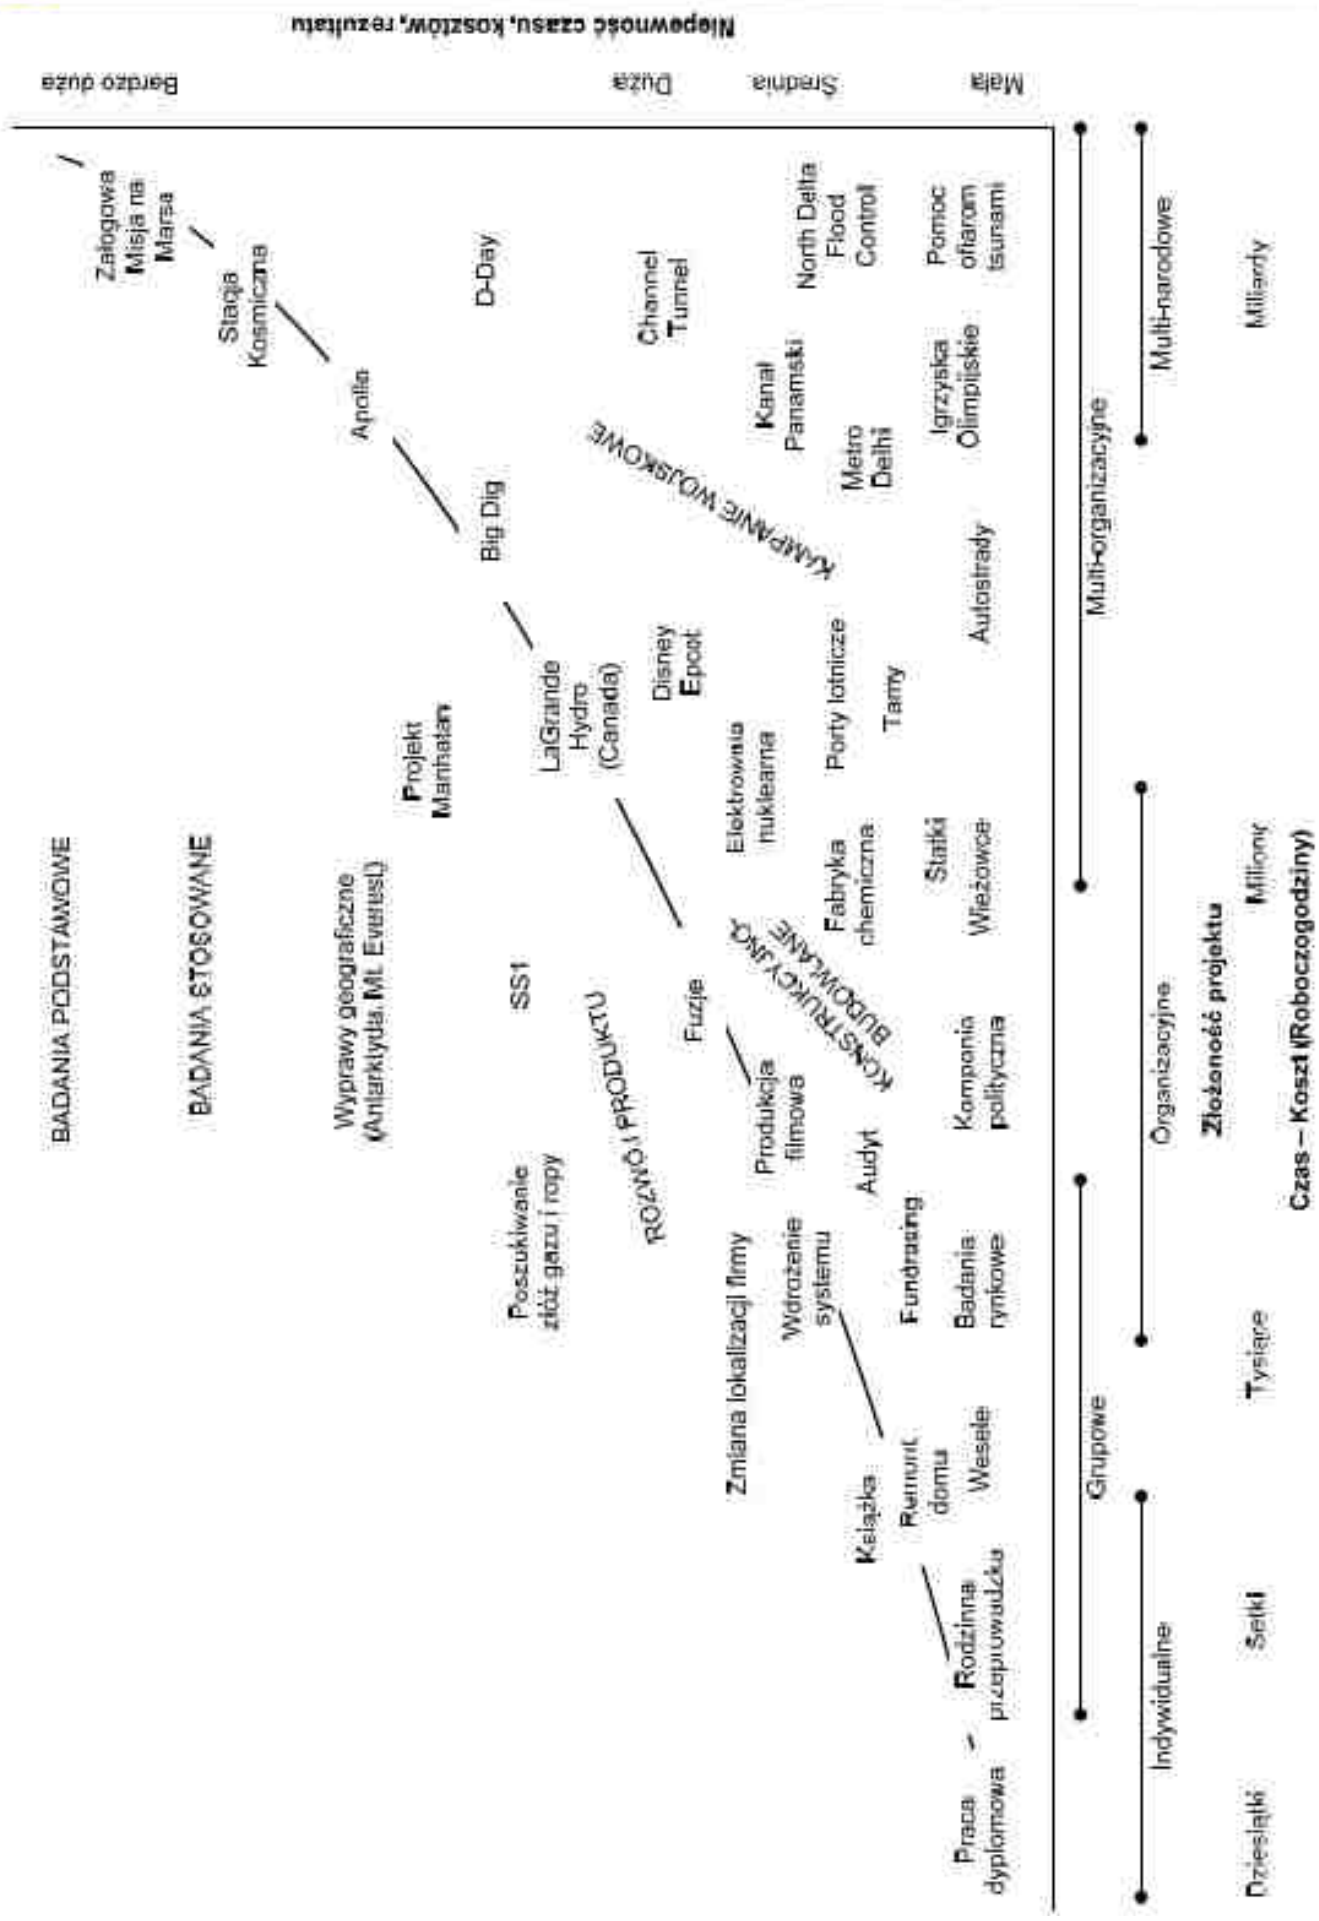 BADANIA PODSTAWOWE
Załogowa
Misja na
Marsa
Bardzo duża
BADANIA STOSOWANE
Stacja
Kosmiczna
Wyprawy geograficzne
(Antarktyda, Mt. Everest)
Apollo
Projekt
Manhatan
Poszukiwanie
złóż gazu i ropy
SS1
Big Dig
D-Day
LaGrande
Hydro
(Canada)
ROZWÓJ PRODUKTU
KAMPANIE WOJSKOWE
Disney
Epcot
Channel
Tunnel
Duża
Fuzje
Zmiana lokalizacji firmy
Produkcja
filmowa
KONSTRUKCYJNO-
BUDOWLANE
Elektrownia
nuklearna
Kanał
Panamski
Wdrożenie
systemu
North Delta
Flood
Control
Średnia
Książka
Audyt
Fabryka
chemiczna
Porty lotnicze
Metro
Delhi
Remont
domu
Fundrasing
Tamy
Statki
Praca
dyplomowa
Rodzinna
przeprowadzka
Wesele
Badania
rynkowe
Kompania
polityczna
Wieżowce
Autostrady
Igrzyska
Olimpijskie
Pomoc
ofiarom
tsunami
Mała
Niepewność czasu, kosztów, rezultatu
Grupowe
Multi-organizacyjne
Indywidualne
Organizacyjne
Multi-narodowe
Złożoność projektu
Dziesiątki
Setki
Tysiące
Miliony
Miliardy
Czas – Koszt (Roboczogodziny)